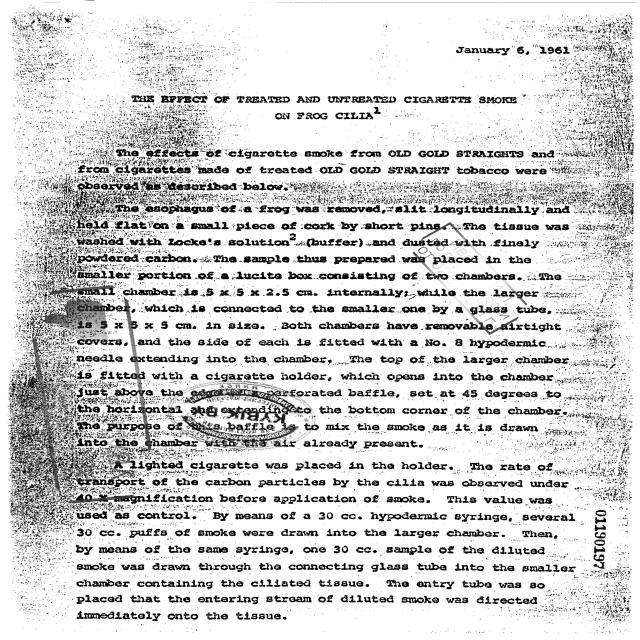 January 6, 1961
THE EFFECT OF TREATED AND UNTREATED CIGARETTE SMOKE
ON FROG CILIA1
The effects of cigarette smoke from OLD GOLD STRAIGHTS and
from cigarettes made of treated OLD GOLD STRAIGHT tobacco were
observed as described below.
The esophagus of a frog was removed, slit longitudinally and
held flat on a small piece of cork by short pins. The tissue was
washed with Locke's solution2 (buffer) and dusted with finely
powdered carbon. The sample thus prepared was placed in the
smaller portion of a lucite box consisting of two chambers. The
small chamber is 5 x 5 x 2.5 cm. internally; while the larger
chamber, which is connected to the smaller one by a glass tube,
is 5 x 5 x 5 cm. in size. Both chambers have removable airtight
covers, and the side of each is fitted with a No. 8 hypodermic
needle extending into the chamber. The top of the larger chamber
is fitted with a cigarette holder, which opens into the chamber
just above the edge of a perforated baffle, set at 45 degrees to
the horizontal and extending to the bottom corner of the chamber.
The purpose of this baffle is to mix the smoke as it is drawn
into the chamber with the air already present.
A lighted cigarette was placed in the holder. The rate of
transport of the carbon particles by the cilia was observed under
40 X magnification before application of smoke. This value was
used as control. By means of a 30 cc. hypodermic syringe, several
30 cc. puffs of smoke were drawn into the larger chamber. Then,
by means of the same syringe, one 30 cc. sample of the diluted
smoke was drawn through the connecting glass tube into the smaller
chamber containing the ciliated tissue. The entry tube was so
placed that the entering stream of diluted smoke was directed
immediately onto the tissue.
01190197